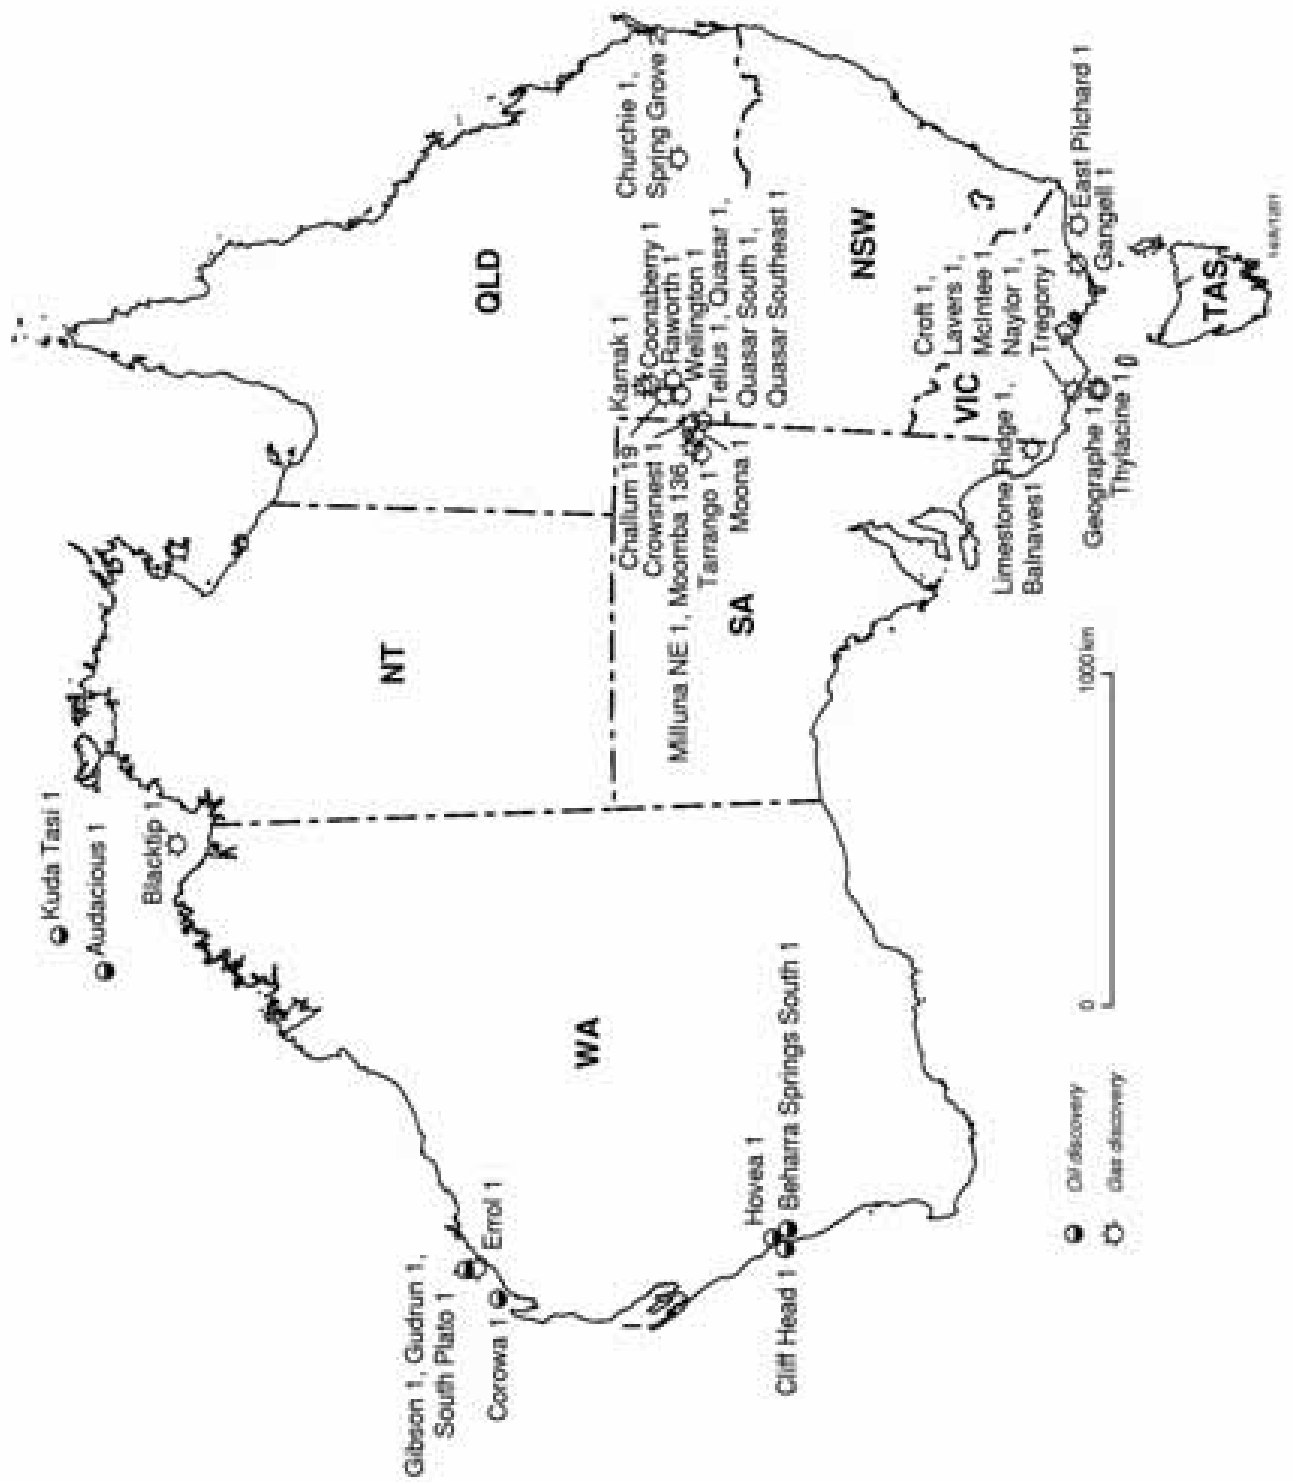 Kuda Tasi 1
Audacious 1
Blacktip 1
NT
QLD
WA
SA
NSW
VIC
TAS
Gibson 1, Gudrun 1,
South Plato 1
Errol 1
Corowa 1
Hovea 1
Cliff Head 1
Beharra Springs South 1
Churchie 1,
Spring Grove 2
Kamak 1
Coonaberry 1
Raworth 1
Wellington 1
Tellus 1, Quasar 1,
Quasar South 1,
Quasar Southeast 1
Challum 19
Crowsnest 1
Milluna NE 1, Moomba 136
Tarrango 1
Moona 1
Croft 1,
Lavers 1,
McIntee 1,
Naylor 1,
Tregony 1
Limestone Ridge 1,
Balnaves1
Geographe 1
Thylacine 1
East Pilchard 1
Gangell 1
0
1000 km
Oil discovery
Gas discovery